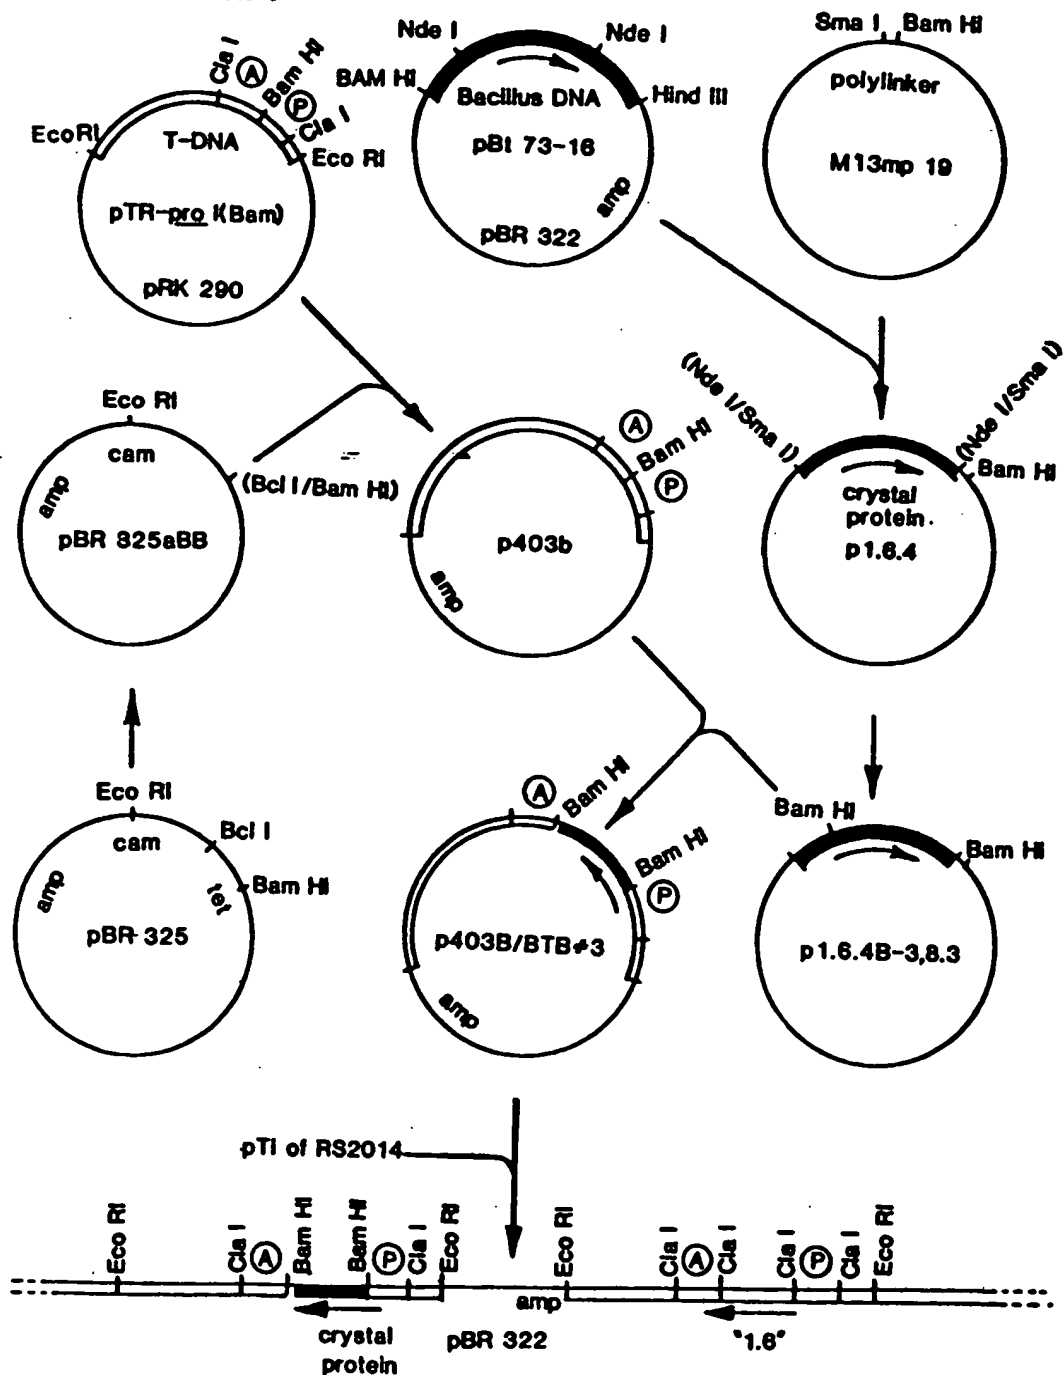 Cla I
Ⓐ
Bam HI
Ⓟ
Cla I
Eco RI
Eco RI
T-DNA
pTR-pro I(Bam)
pRK 290
Nde I
Nde I
BAM HI
Hind III
Bacillus DNA
pBt 73-16
amp
pBR 322
Sma I
Bam HI
polylinker
M13mp 19
Eco RI
cam
amp
(Bcl I/Bam HI)
pBR 325aBB
Ⓐ
Bam HI
Ⓟ
p403b
amp
(Nde I/Sma I)
(Nde I/Sma I)
Bam HI
crystal
protein
p1.6.4
Eco RI
cam
Bcl I
amp
tet
Bam HI
pBR-325
Ⓐ
Bam HI
Bam HI
Ⓟ
p403B/BTB#3
amp
Bam HI
Bam HI
p1.6.4B-3,8.3
pTi of RS2014
Eco RI
Cla I
Ⓐ
Bam HI
Bam HI
Ⓟ
Cla I
Eco RI
Eco RI
Cla I
Ⓐ
Cla I
Cla I
Ⓟ
Cla I
Eco RI
amp
crystal
protein
pBR 322
"1.6"